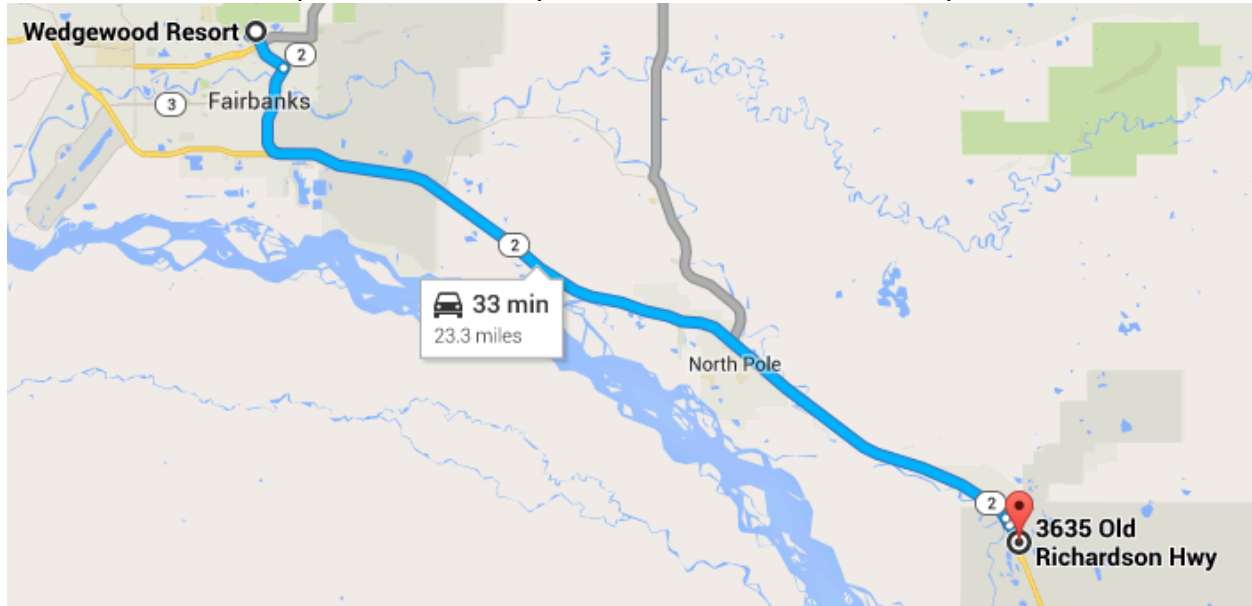 Wedgewood Resort
2
3
Fairbanks
2
33 min
23.3 miles
North Pole
2
3635 Old
Richardson Hwy